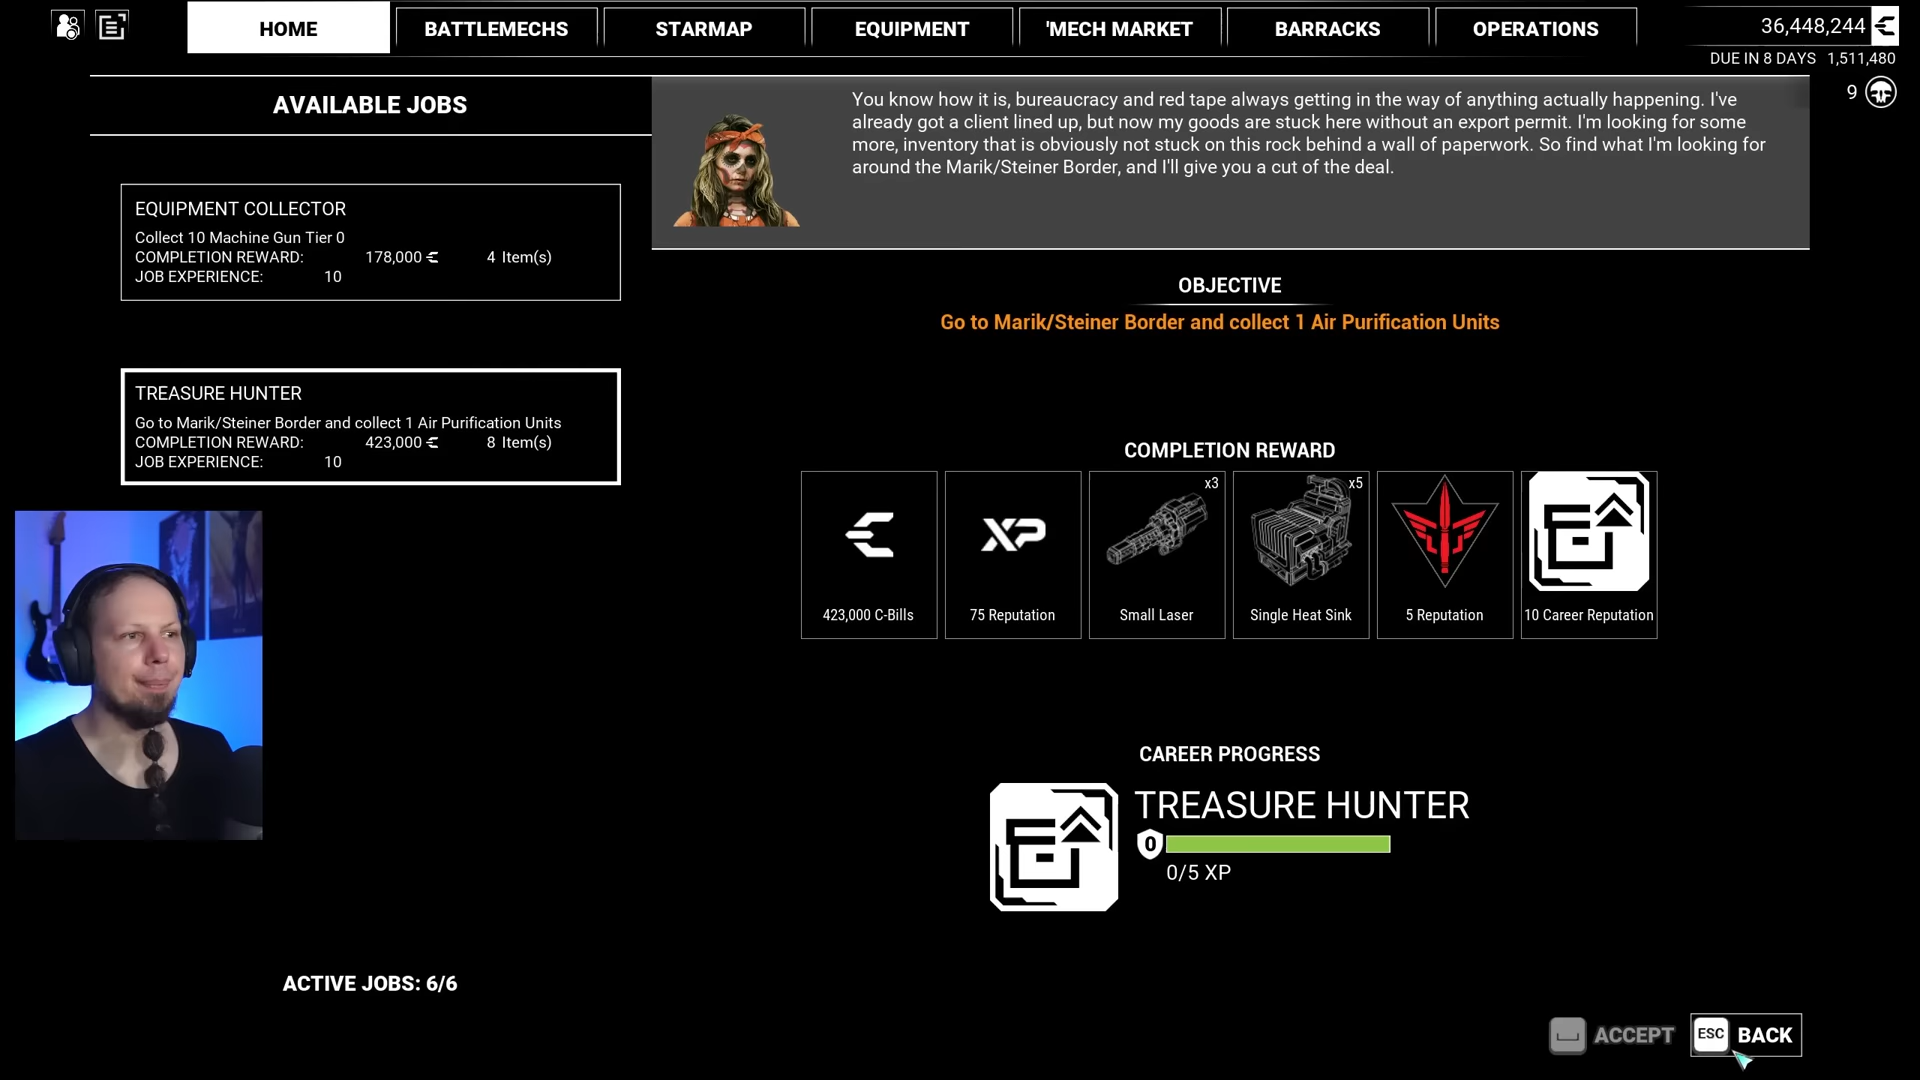 HOME
BATTLEMECHS
STARMAP
EQUIPMENT
'MECH MARKET
BARRACKS
OPERATIONS
36,448,244
DUE IN 8 DAYS 1,511,480
9
AVAILABLE JOBS
EQUIPMENT COLLECTOR
Collect 10 Machine Gun Tier 0
COMPLETION REWARD: 178,000 4 Item(s)
JOB EXPERIENCE: 10
TREASURE HUNTER
Go to Marik/Steiner Border and collect 1 Air Purification Units
COMPLETION REWARD: 423,000 8 Item(s)
JOB EXPERIENCE: 10
ACTIVE JOBS: 6/6
You know how it is, bureaucracy and red tape always getting in the way of anything actually happening. I've
already got a client lined up, but now my goods are stuck here without an export permit. I'm looking for some
more, inventory that is obviously not stuck on this rock behind a wall of paperwork. So find what I'm looking for
around the Marik/Steiner Border, and I'll give you a cut of the deal.
OBJECTIVE
Go to Marik/Steiner Border and collect 1 Air Purification Units
COMPLETION REWARD
423,000 C-Bills
XP
75 Reputation
x3
Small Laser
x5
Single Heat Sink
5 Reputation
10 Career Reputation
CAREER PROGRESS
TREASURE HUNTER
0
0/5 XP
ACCEPT
ESC BACK